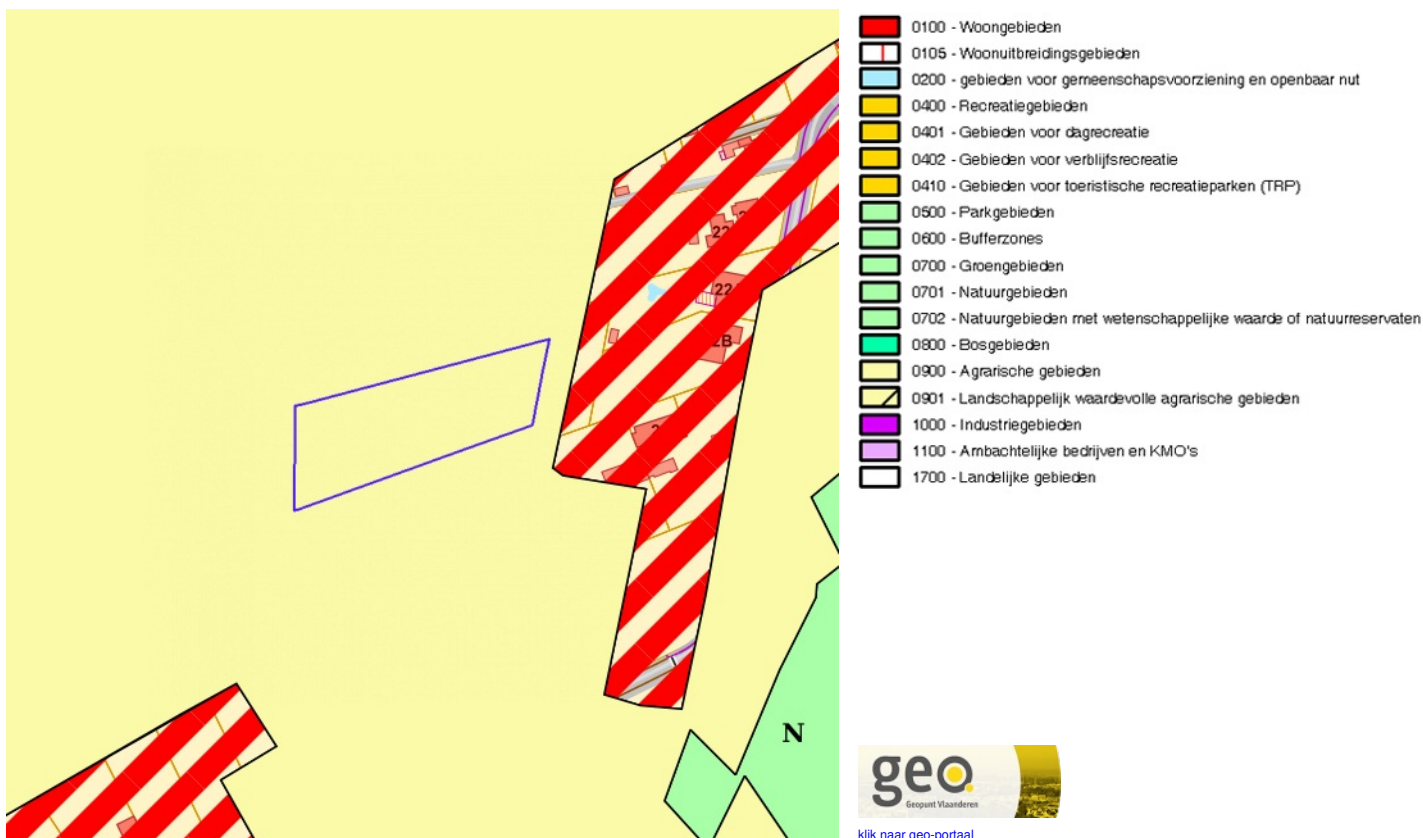 0100 - Woongebieden
0105 - Woonuitbreidingsgebieden
0200 - gebieden voor gemeenschapsvoorziening en openbaar nut
0400 - Recreatiegebieden
0401 - Gebieden voor dagrecreatie
0402 - Gebieden voor verblijfsrecreatie
0410 - Gebieden voor toeristische recreatieparken (TRP)
0500 - Parkgebieden
0600 - Bufferzones
0700 - Groengebieden
0701 - Natuurgebieden
0702 - Natuurgebieden met wetenschappelijke waarde of natuurreservaten
0800 - Bosgebieden
0900 - Agrarische gebieden
0901 - Landschappelijk waardevolle agrarische gebieden
1000 - Industriegebieden
1100 - Ambachtelijke bedrijven en KMO's
1700 - Landelijke gebieden
N
geo.
Geopunt Vlaanderen
klik naar geo-portaal